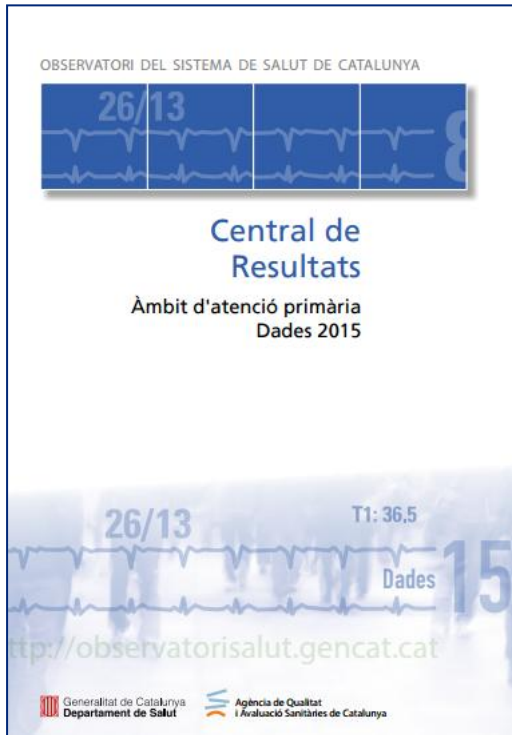 OBSERVATORI DEL SISTEMA DE SALUT DE CATALUNYA
26/13
8
Central de
Resultats
Àmbit d'atenció primària
Dades 2015
26/13
T1: 36,5
Dades
15
ttp://observatorisalut.gencat.cat
Generalitat de Catalunya
Departament de Salut
Agència de Qualitat
i Avaluació Sanitàries de Catalunya